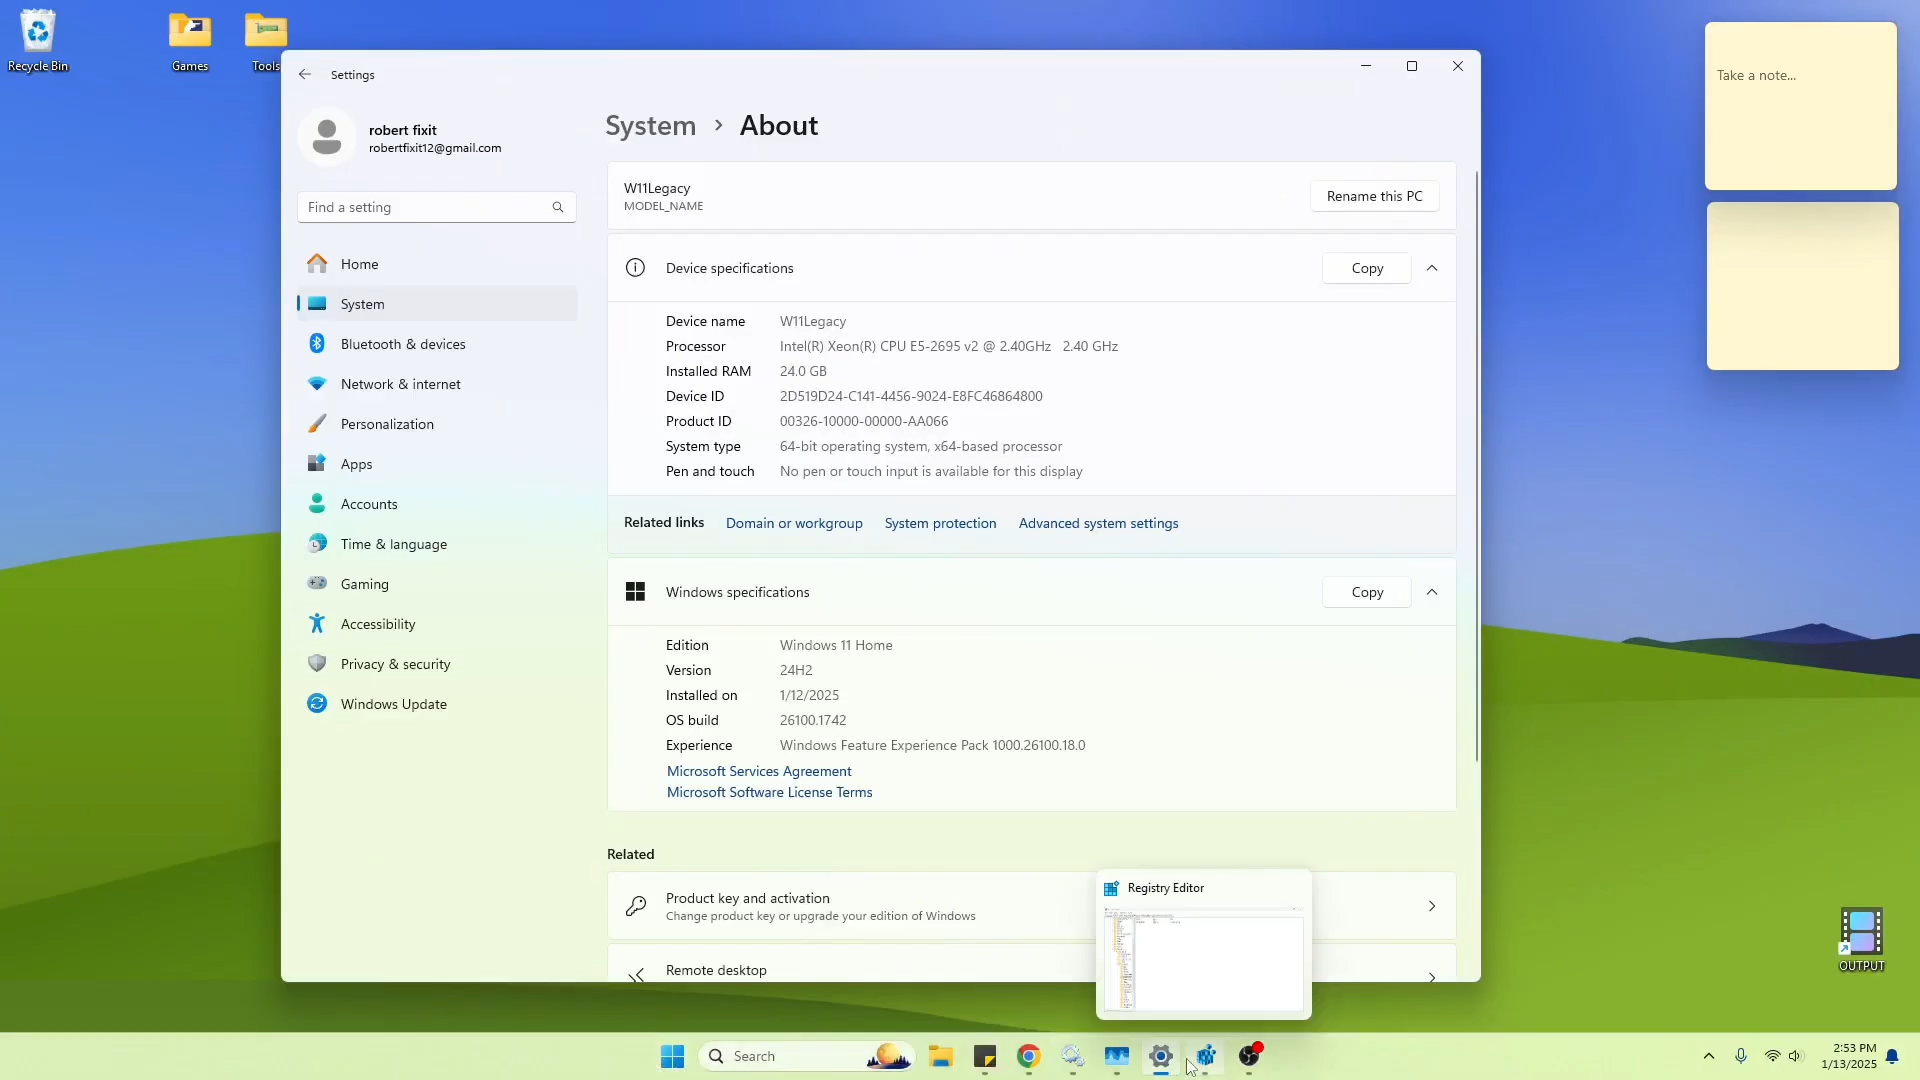 Recycle Bin
Games
Tools
Settings
robert fixit
robertfixit12@gmail.com
Find a setting
Home
System
Bluetooth & devices
Network & internet
Personalization
Apps
Accounts
Time & language
Gaming
Accessibility
Privacy & security
Windows Update
System > About
W11Legacy
MODEL_NAME
Rename this PC
Device specifications
Copy
Device name W11Legacy
Processor Intel(R) Xeon(R) CPU E5-2695 v2 @ 2.40GHz 2.40 GHz
Installed RAM 24.0 GB
Device ID 2D519D24-C141-4456-9024-E8FC46864800
Product ID 00326-10000-00000-AA066
System type 64-bit operating system, x64-based processor
Pen and touch No pen or touch input is available for this display
Related links Domain or workgroup System protection Advanced system settings
Windows specifications
Copy
Edition Windows 11 Home
Version 24H2
Installed on 1/12/2025
OS build 26100.1742
Experience Windows Feature Experience Pack 1000.26100.18.0
Microsoft Services Agreement
Microsoft Software License Terms
Related
Product key and activation
Change product key or upgrade your edition of Windows
Remote desktop
Registry Editor
Take a note...
OUTPUT
Search
2:53 PM
1/13/2025